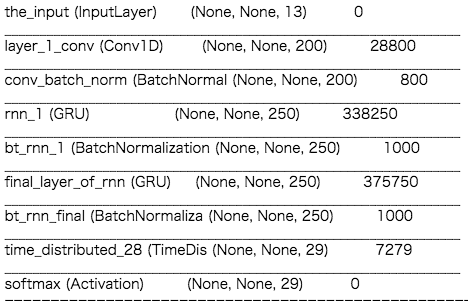 the_input (InputLayer) (None, None, 13) 0
layer_1_conv (Conv1D) (None, None, 200) 28800
conv_batch_norm (BatchNormal (None, None, 200) 800
rnn_1 (GRU) (None, None, 250) 338250
bt_rnn_1 (BatchNormalization (None, None, 250) 1000
final_layer_of_rnn (GRU) (None, None, 250) 375750
bt_rnn_final (BatchNormaliza (None, None, 250) 1000
time_distributed_28 (TimeDis (None, None, 29) 7279
softmax (Activation) (None, None, 29) 0